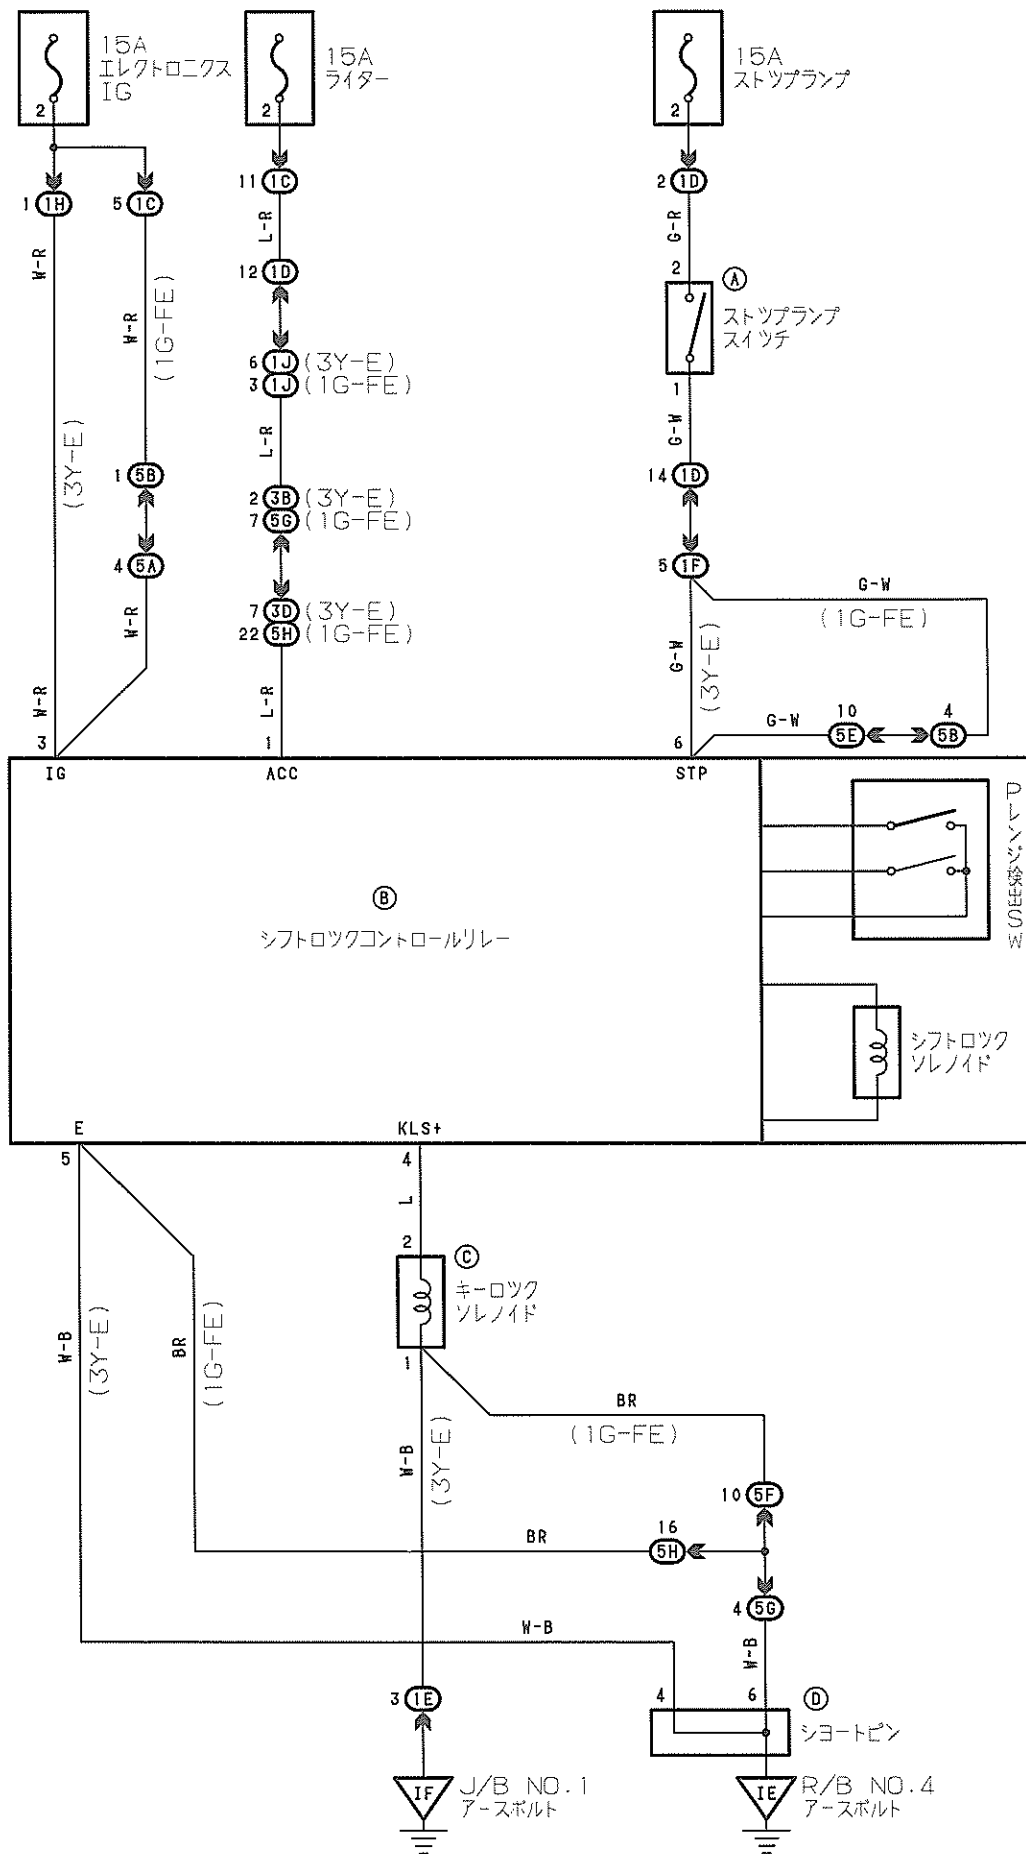 15A
エレクトロニクス
IG
2
15A
ライター
2
15A
ストツプランプ
2
1 1H
5 1C
11 1C
2 1D
W-R
W-R
(1G-FE)
L-R
G-R
12 1D
2
A
ストツプランプ
スイツチ
1
6 1J (3Y-E)
3 1J (1G-FE)
(3Y-E)
L-R
G-W
1 5B
14 1D
2 3B (3Y-E)
7 5G (1G-FE)
4 5A
5 1F
G-W
(1G-FE)
7 3D (3Y-E)
22 5H (1G-FE)
W-R
G-W
(3Y-E)
W-R
L-R
G-W
10
5E
4
5B
3
1
6
IG
ACC
STP
Pレンジ検出SW
B
シフトロツクコントロールリレー
シフトロツク
ソレノイド
E
KLS+
5
4
L
2
C
キーロツク
ソレノイド
1
W-B
(3Y-E)
BR
(1G-FE)
BR
(1G-FE)
W-B
(3Y-E)
10 5F
BR
16
5H
4 5G
W-B
W-B
3 1E
4
6
D
シヨートピン
IF
J/B NO.1
アースボルト
IE
R/B NO.4
アースボルト